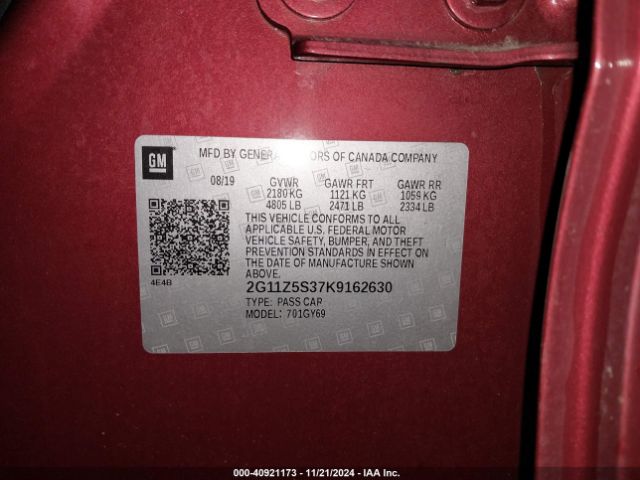 GM
MFD BY GENERAL MOTORS OF CANADA COMPANY
08/19 GVWR GAWR FRT GAWR RR
2180 KG 1121 KG 1059 KG
4805 LB 2471 LB 2334 LB
THIS VEHICLE CONFORMS TO ALL
APPLICABLE U.S. FEDERAL MOTOR
VEHICLE SAFETY, BUMPER, AND THEFT
PREVENTION STANDARDS IN EFFECT ON
THE DATE OF MANUFACTURE SHOWN
ABOVE.
4E4B
2G11Z5S37K9162630
TYPE: PASS CAR
MODEL: 701GY69
000-40921173 - 11/21/2024 - IAA Inc.